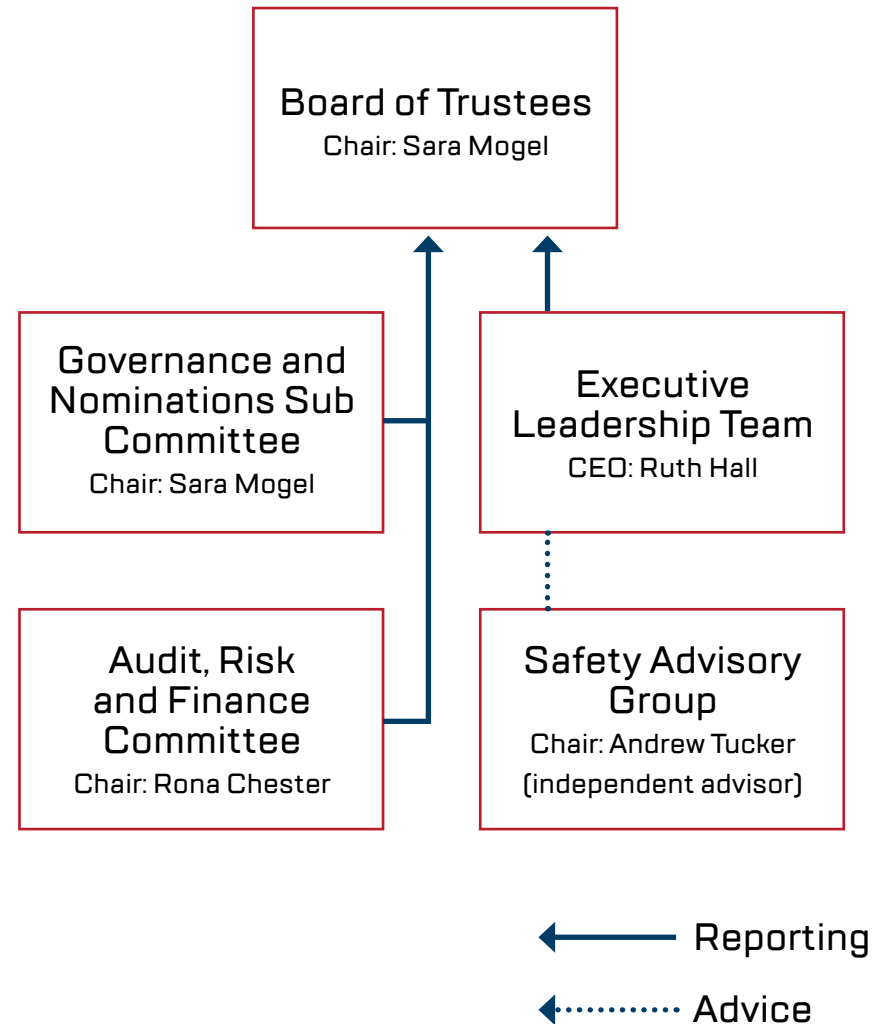 Board of Trustees
Chair: Sara Mogel
Governance and
Nominations Sub
Committee
Chair: Sara Mogel
Executive
Leadership Team
CEO: Ruth Hall
Audit, Risk
and Finance
Committee
Chair: Rona Chester
Safety Advisory
Group
Chair: Andrew Tucker
(independent advisor)
Reporting
Advice